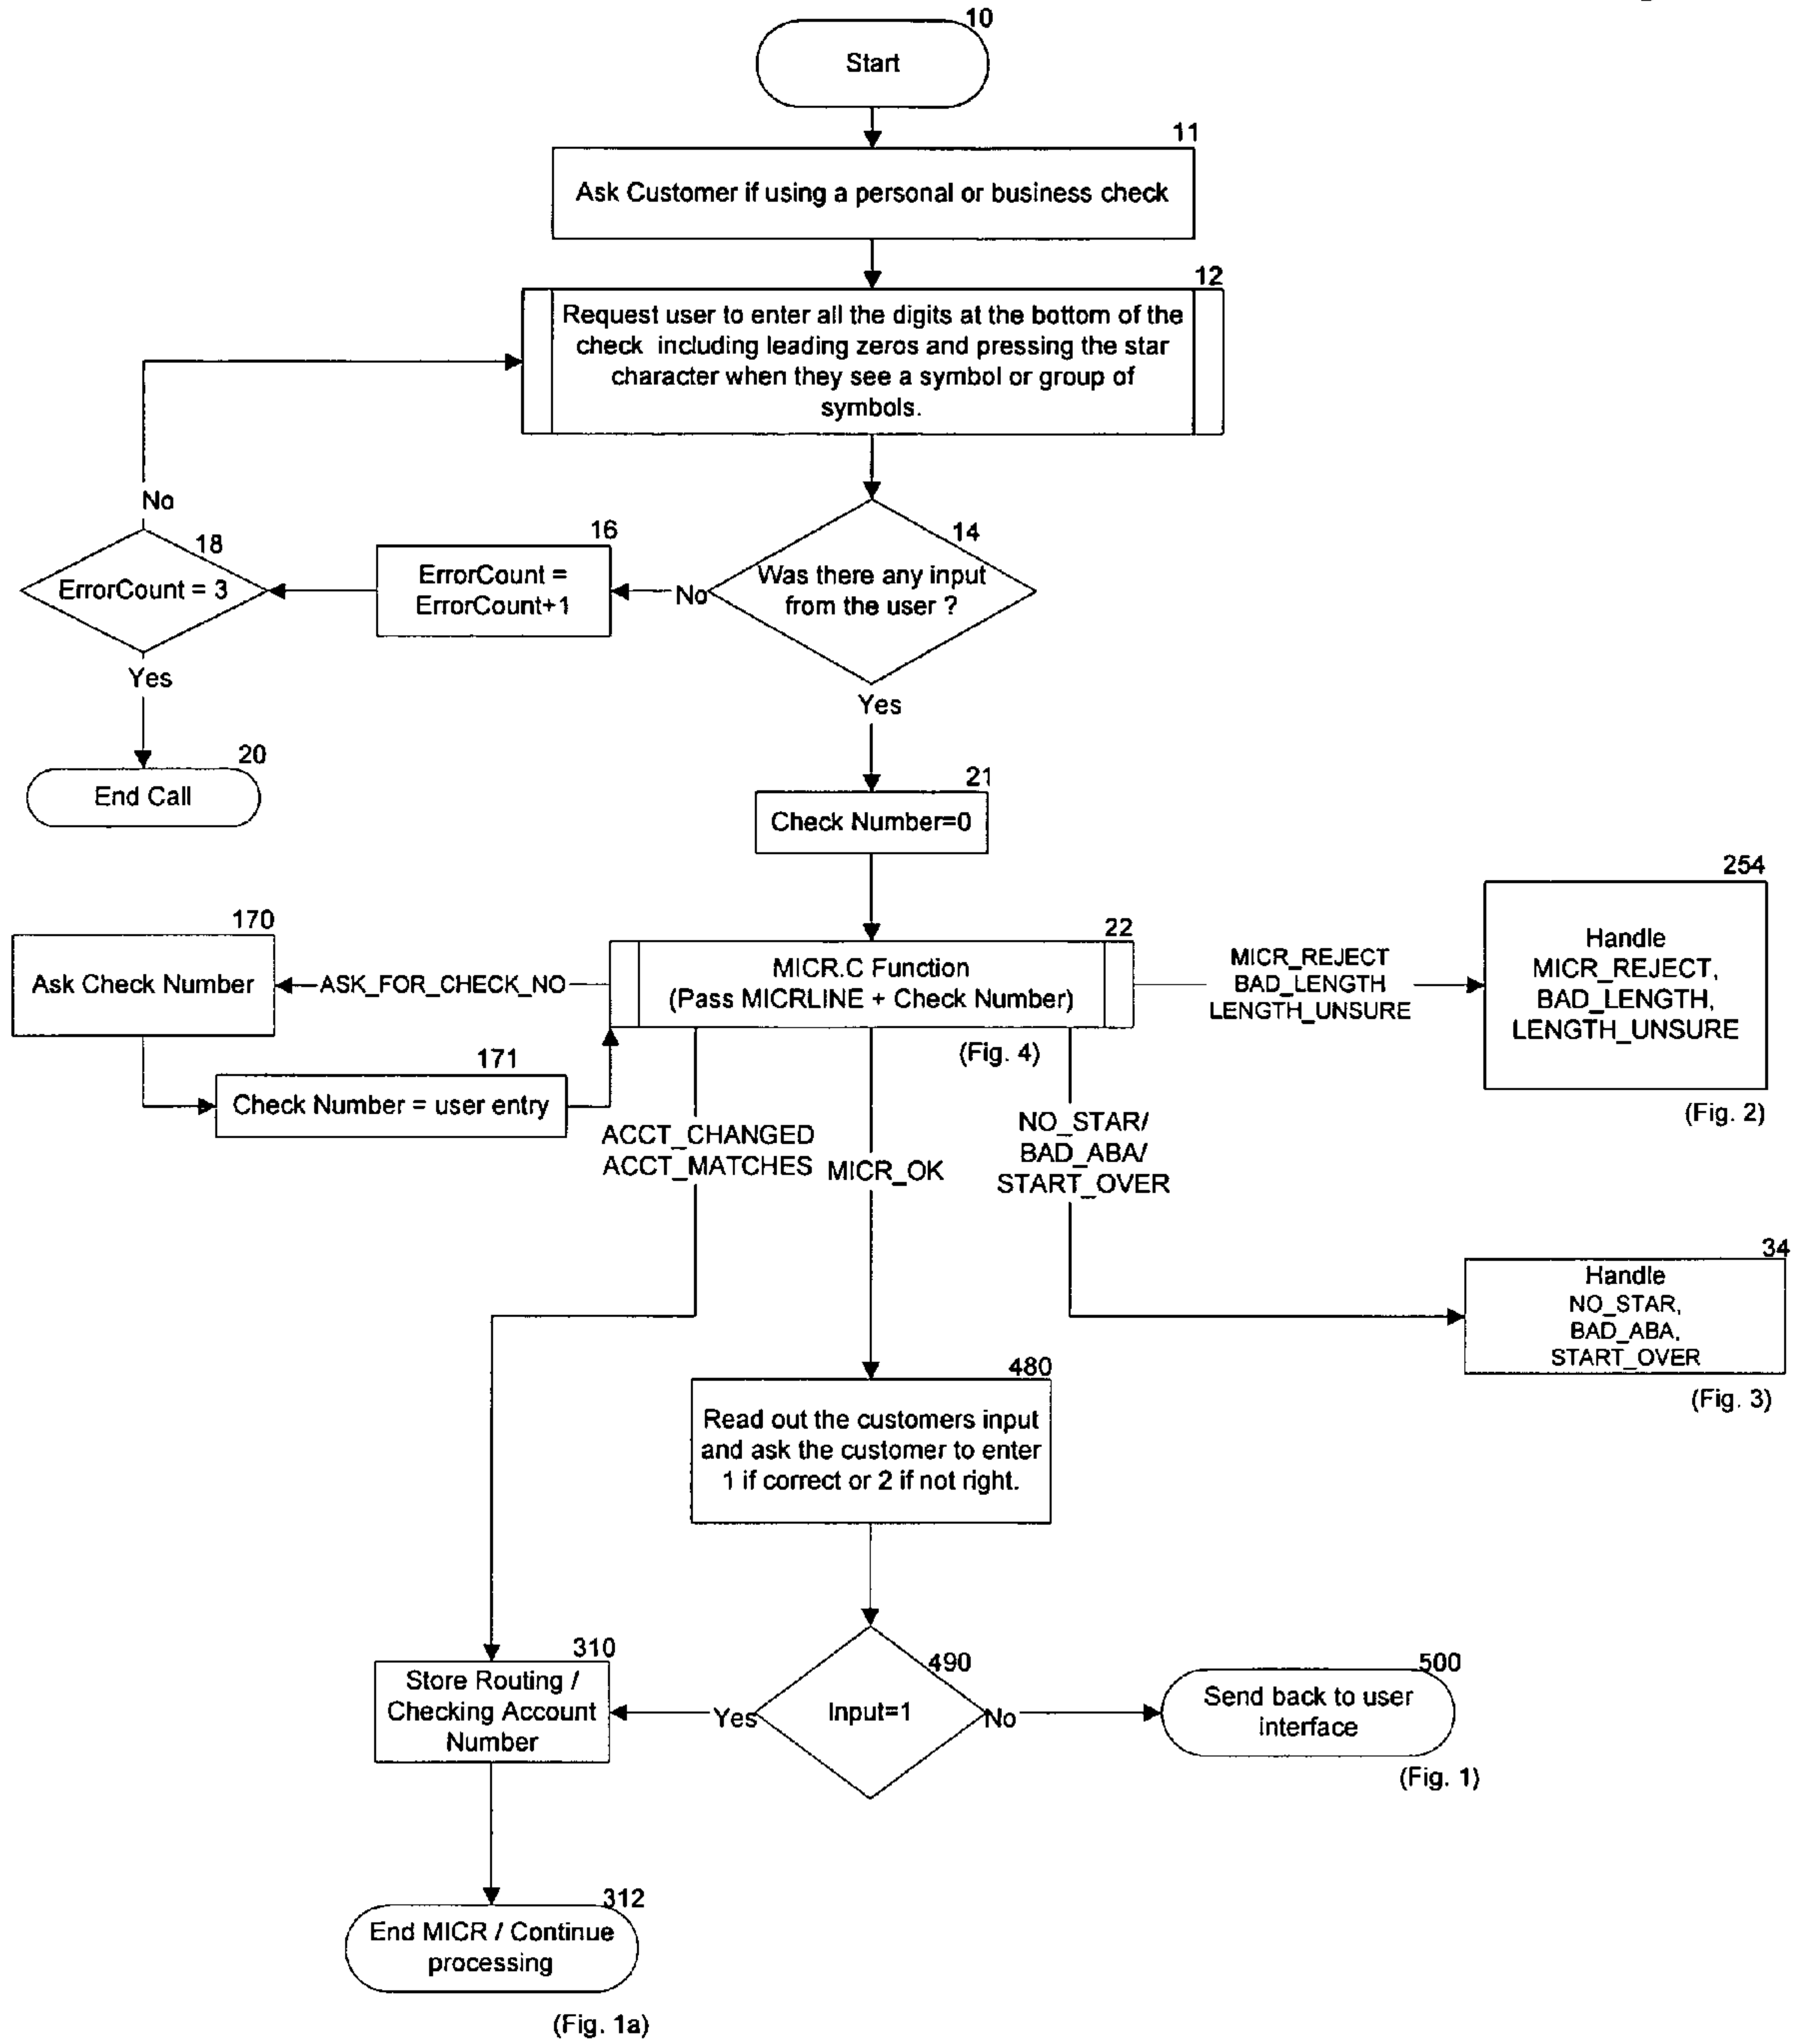 10
Start
11
Ask Customer if using a personal or business check
12
Request user to enter all the digits at the bottom of the
check including leading zeros and pressing the star
character when they see a symbol or group of
symbols.
No
18
ErrorCount = 3
16
ErrorCount =
ErrorCount+1
No
14
Was there any input
from the user ?
Yes
Yes
20
End Call
21
Check Number=0
170
Ask Check Number
ASK_FOR_CHECK_NO
22
MICR.C Function
(Pass MICRLINE + Check Number)
(Fig. 4)
MICR_REJECT
BAD_LENGTH
LENGTH_UNSURE
254
Handle
MICR_REJECT,
BAD_LENGTH,
LENGTH_UNSURE
(Fig. 2)
171
Check Number = user entry
ACCT_CHANGED
ACCT_MATCHES
MICR_OK
NO_STAR/
BAD_ABA/
START_OVER
34
Handle
NO_STAR,
BAD_ABA,
START_OVER
(Fig. 3)
480
Read out the customers input
and ask the customer to enter
1 if correct or 2 if not right.
310
Store Routing /
Checking Account
Number
Yes
490
Input=1
No
500
Send back to user
interface
(Fig. 1)
312
End MICR / Continue
processing
(Fig. 1a)